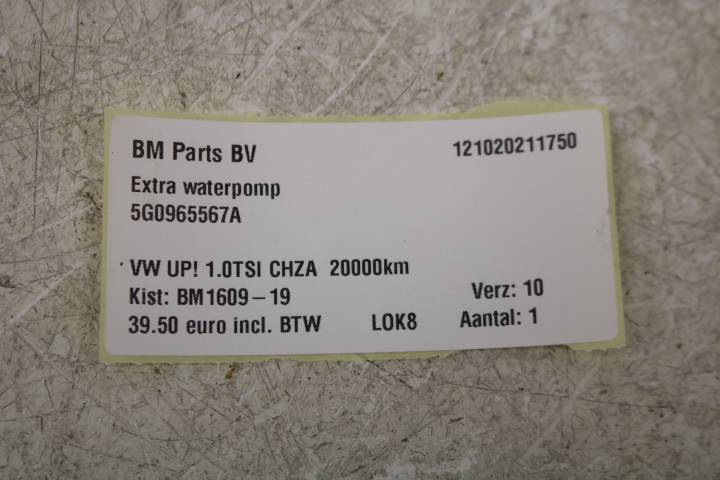 BM Parts BV 121020211750
Extra waterpomp
5G0965567A
VW UP! 1.0TSI CHZA 20000km
Kist: BM1609-19 Verz: 10
39.50 euro incl. BTW LOK8 Aantal: 1